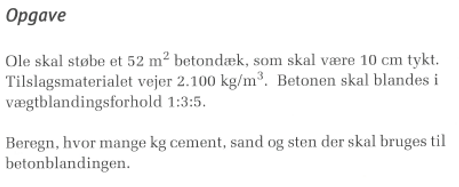 Opgave
Ole skal støbe et 52 m² betondæk, som skal være 10 cm tykt.
Tilslagsmaterialet vejer 2.100 kg/m³. Betonen skal blandes i
vægtblandingsforhold 1:3:5.
Beregn, hvor mange kg cement, sand og sten der skal bruges til
betonblandingen.